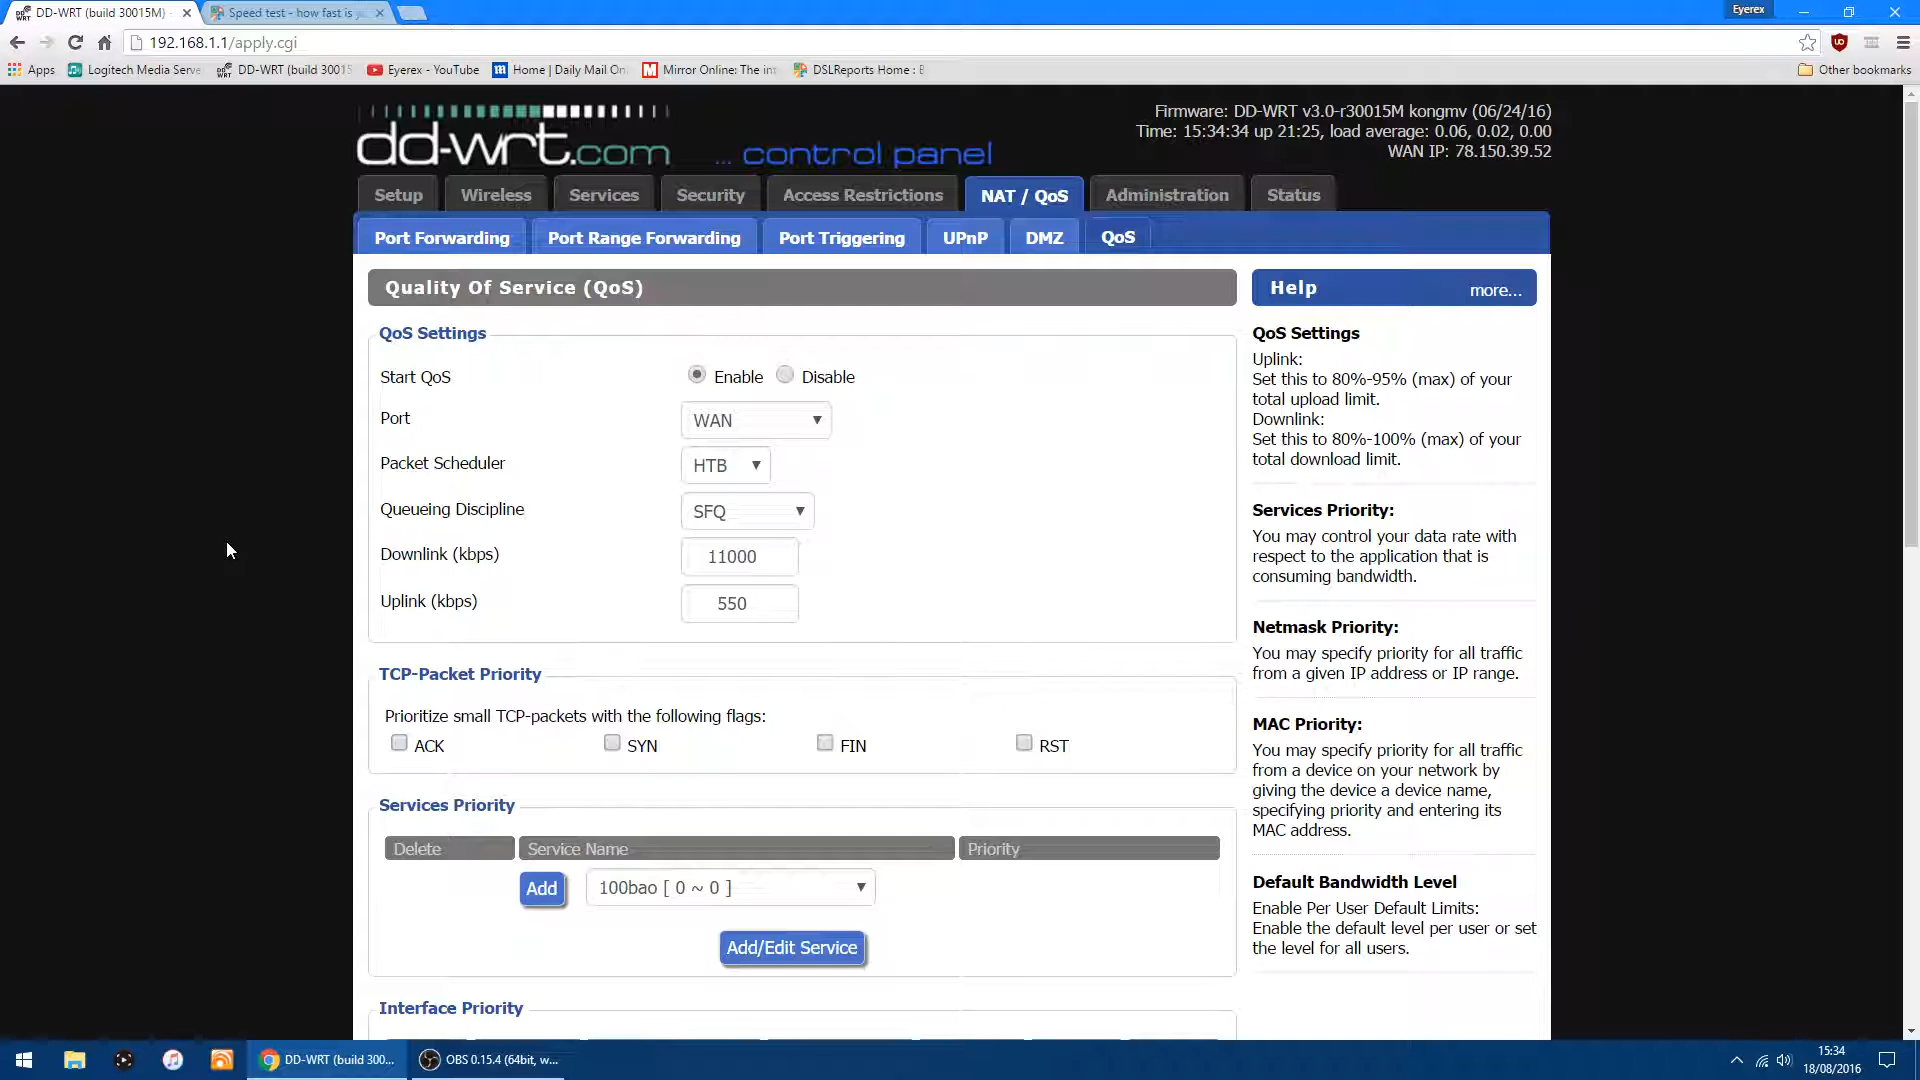 DD-WRT (build 30015M)
Speed test - how fast is
Eyerex
192.168.1.1/apply.cgi
Apps
Logitech Media Serve
DD-WRT (build 30015
Eyerex - YouTube
Home | Daily Mail On
Mirror Online: The in
DSLReports Home : B
Other bookmarks
dd-wrt.com ... control panel
Firmware: DD-WRT v3.0-r30015M kongmv (06/24/16)
Time: 15:34:34 up 21:25, load average: 0.06, 0.02, 0.00
WAN IP: 78.150.39.52
Setup
Wireless
Services
Security
Access Restrictions
NAT / QoS
Administration
Status
Port Forwarding
Port Range Forwarding
Port Triggering
UPnP
DMZ
QoS
Quality Of Service (QoS)
QoS Settings
Start QoS
Enable
Disable
Port
WAN
Packet Scheduler
HTB
Queueing Discipline
SFQ
Downlink (kbps)
11000
Uplink (kbps)
550
TCP-Packet Priority
Prioritize small TCP-packets with the following flags:
ACK
SYN
FIN
RST
Services Priority
Delete
Service Name
Priority
Add
100bao [ 0 ~ 0 ]
Add/Edit Service
Interface Priority
Help
more...
QoS Settings
Uplink:
Set this to 80%-95% (max) of your
total upload limit.
Downlink:
Set this to 80%-100% (max) of your
total download limit.
Services Priority:
You may control your data rate with
respect to the application that is
consuming bandwidth.
Netmask Priority:
You may specify priority for all traffic
from a given IP address or IP range.
MAC Priority:
You may specify priority for all traffic
from a device on your network by
giving the device a device name,
specifying priority and entering its
MAC address.
Default Bandwidth Level
Enable Per User Default Limits:
Enable the default level per user or set
the level for all users.
DD-WRT (build 300...
OBS 0.15.4 (64bit, w...
15:34
18/08/2016